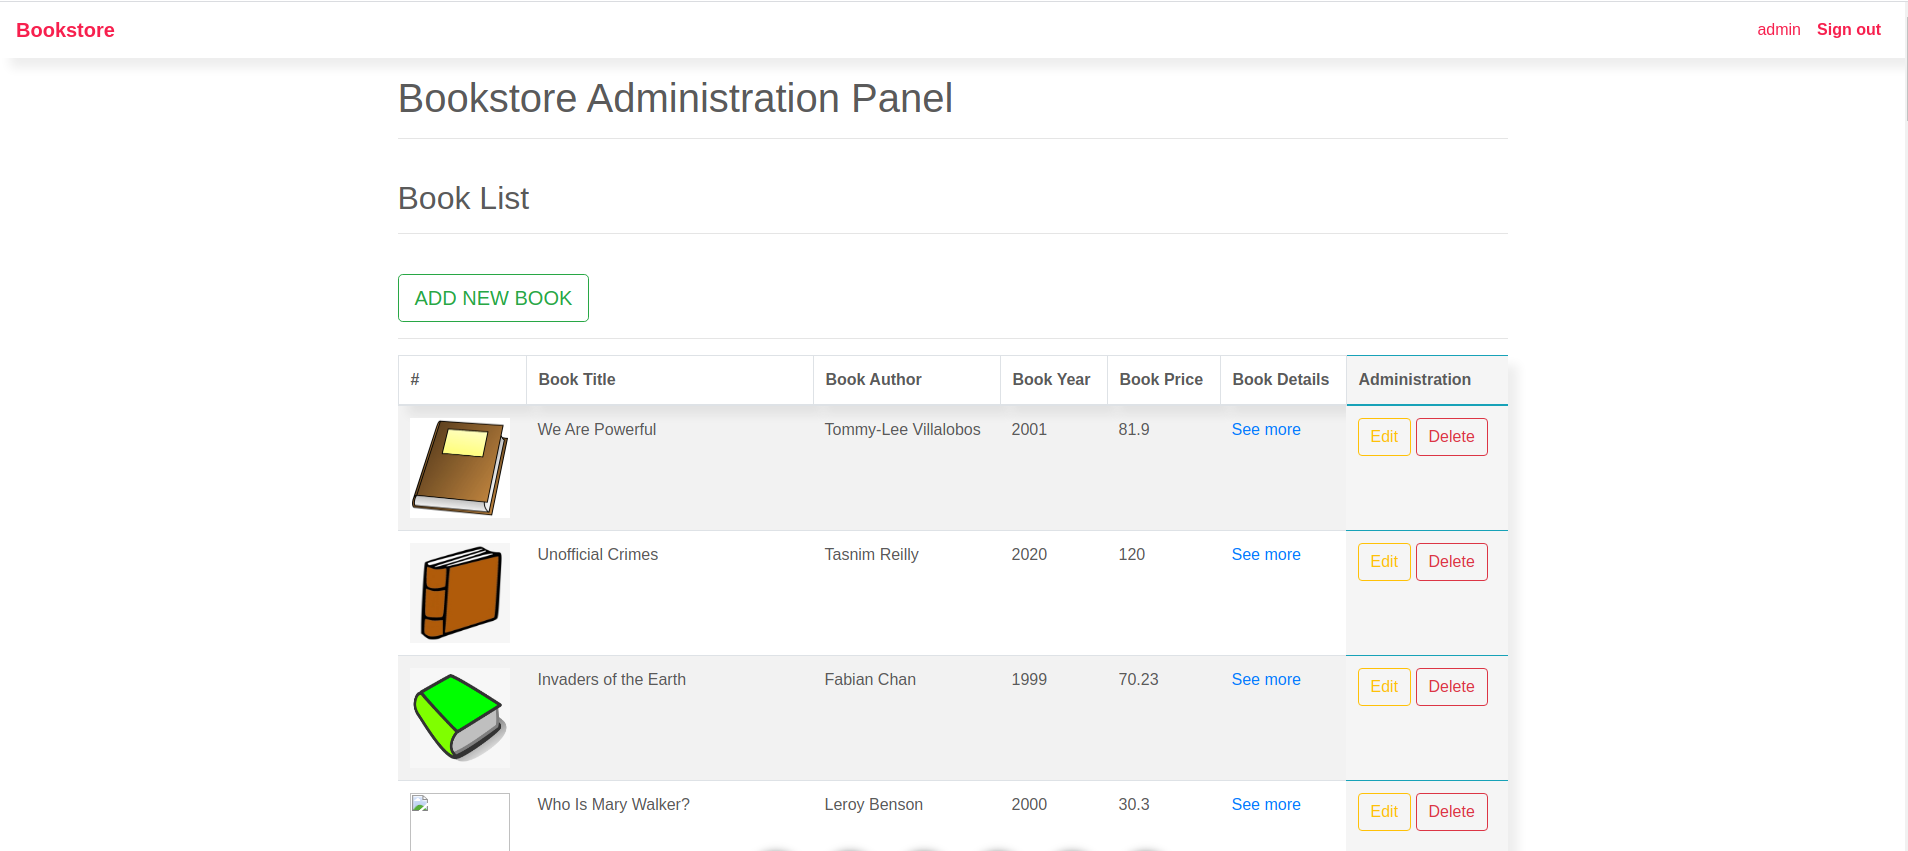 Bookstore admin Sign out
Bookstore Administration Panel
Book List
ADD NEW BOOK
# Book Title Book Author Book Year Book Price Book Details Administration
We Are Powerful Tommy-Lee Villalobos 2001 81.9 See more Edit Delete
Unofficial Crimes Tasnim Reilly 2020 120 See more Edit Delete
Invaders of the Earth Fabian Chan 1999 70.23 See more Edit Delete
Who Is Mary Walker? Leroy Benson 2000 30.3 See more Edit Delete